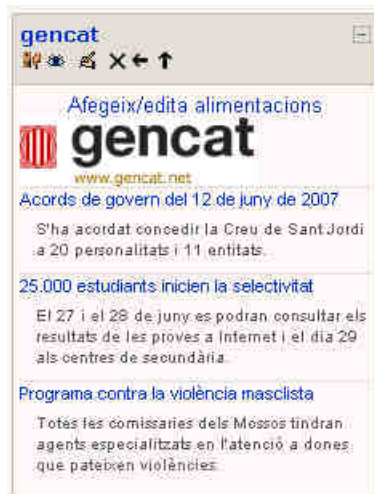 gencat
Afegeix/edita alimentacions
gencat
www.gencat.net
Acords de govern del 12 de juny de 2007
S'ha acordat concedir la Creu de Sant Jordi
a 20 personalitats i 11 entitats.
25.000 estudiants inicien la selectivitat
El 27 i el 28 de juny es podran consultar els
resultats de les proves a Internet i el dia 29
als centres de secundària.
Programa contra la violència masclista
Totes les comissaries dels Mossos tindran
agents especialitzats en l'atenció a dones
que pateixen violències.